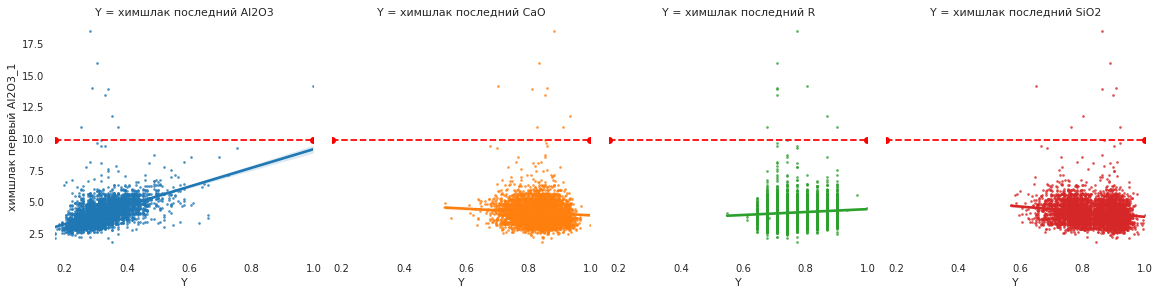 Y = химшлак последний Al2O3
Y = химшлак последний CaO
Y = химшлак последний R
Y = химшлак последний SiO2
химшлак первый Al2O3_1
17.5
15.0
12.5
10.0
7.5
5.0
2.5
0.2 0.4 0.6 0.8 1.0
0.2 0.4 0.6 0.8 1.0
0.2 0.4 0.6 0.8 1.0
0.2 0.4 0.6 0.8 1.0
Y
Y
Y
Y